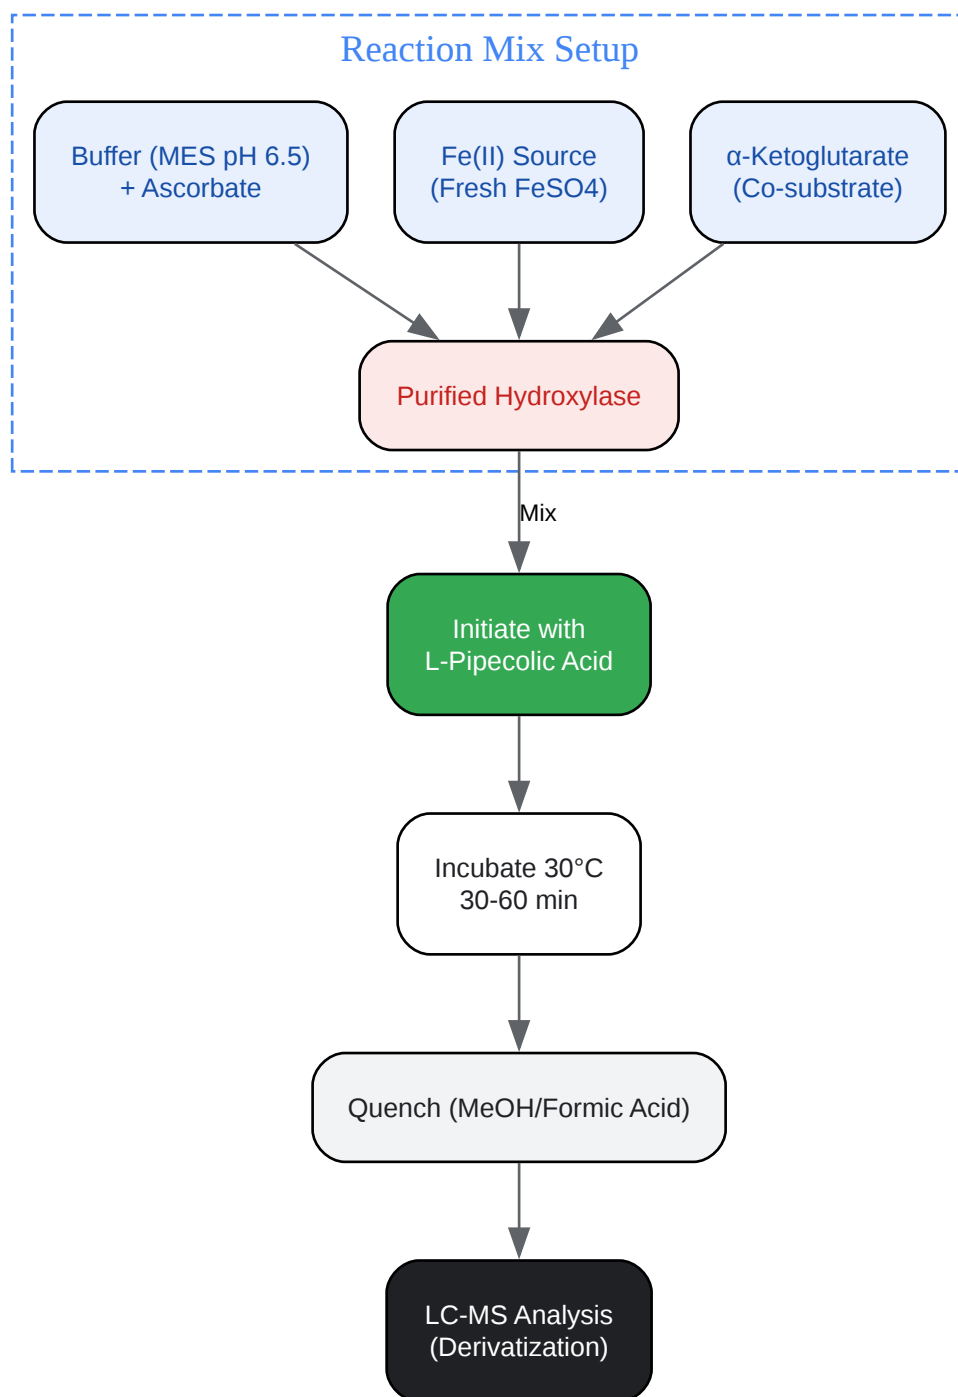 Reaction Mix Setup
Buffer (MES pH 6.5)
+ Ascorbate
Fe(II) Source
(Fresh FeSO4)
α-Ketoglutarate
(Co-substrate)
Purified Hydroxylase
Mix
Initiate with
L-Pipecolic Acid
Incubate 30°C
30-60 min
Quench (MeOH/Formic Acid)
LC-MS Analysis
(Derivatization)